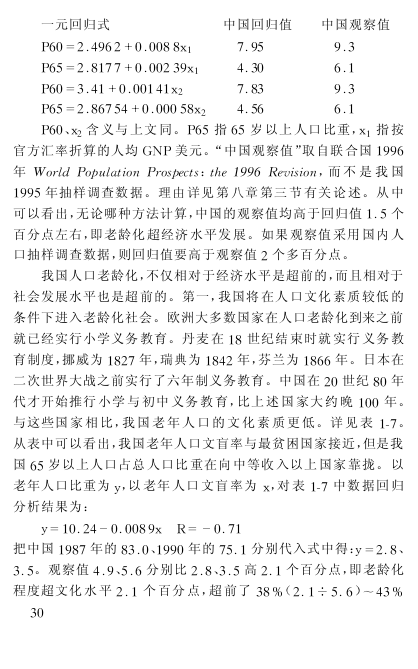 一元回归式 中国回归值 中国观察值
P60=2.4962+0.0088x₁ 7.95 9.3
P65=2.8177+0.00239x₁ 4.30 6.1
P60=3.41+0.00141x₂ 7.83 9.3
P65=2.86754+0.00058x₂ 4.56 6.1
P60、x₂ 含义与上文同。P65 指 65 岁以上人口比重,x₁ 指按
官方汇率折算的人均 GNP 美元。“中国观察值”取自联合国 1996
年 World Population Prospects: the 1996 Revision,而不是我国
1995 年抽样调查数据。理由详见第八章第三节有关论述。从中
可以看出,无论哪种方法计算,中国的观察值均高于回归值 1.5 个
百分点左右,即老龄化超经济水平发展。如果观察值采用国内人
口抽样调查数据,则回归值要高于观察值 2 个多百分点。
我国人口老龄化,不仅相对于经济水平是超前的,而且相对于
社会发展水平也是超前的。第一,我国将在人口文化素质较低的
条件下进入老龄化社会。欧洲大多数国家在人口老龄化到来之前
就已经实行小学义务教育。丹麦在 18 世纪结束时就实行义务教
育制度,挪威为 1827 年,瑞典为 1842 年,芬兰为 1866 年。日本在
二次世界大战之前实行了六年制义务教育。中国在 20 世纪 80 年
代才开始推行小学与初中义务教育,比上述国家大约晚 100 年。
与这些国家相比,我国老年人口的文化素质更低。详见表 1-7。
从表中可以看出,我国老年人口文盲率与最贫困国家接近,但是我
国 65 岁以上人口占总人口比重在向中等收入以上国家靠拢。以
老年人口比重为 y,以老年人口文盲率为 x,对表 1-7 中数据回归
分析结果为:
y=10.24-0.0089x R=-0.71
把中国 1987 年的 83.0、1990 年的 75.1 分别代入式中得:y=2.8、
3.5。观察值 4.9、5.6 分别比 2.8、3.5 高 2.1 个百分点,即老龄化
程度超文化水平 2.1 个百分点,超前了 38%(2.1÷5.6)~43%
30